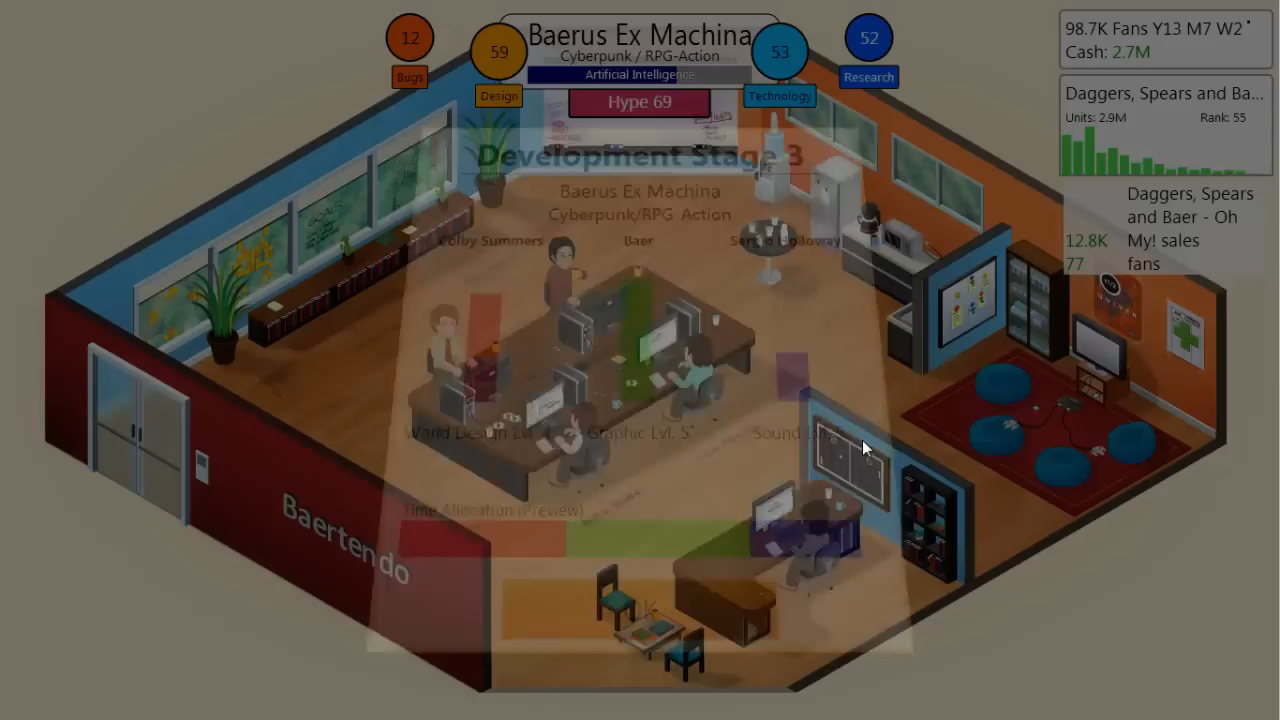 12
Bugs
59
Design
Baerus Ex Machina
Cyberpunk / RPG-Action
Artificial Intelligence
Hype 69
53
Technology
52
Research
98.7K Fans Y13 M7 W2
Cash: 2.7M
Daggers, Spears and Ba...
Units: 2.9M Rank: 55
Daggers, Spears
and Baer - Oh
12.8K My! sales
77 fans
Development Stage 3
Baerus Ex Machina
Cyberpunk/RPG-Action
Colby Summers Baer Holloway
GOALS
World Design Lvl. Graphic Lvl. 5 Sound
Time Allocation (Preview)
OK
Baertendo